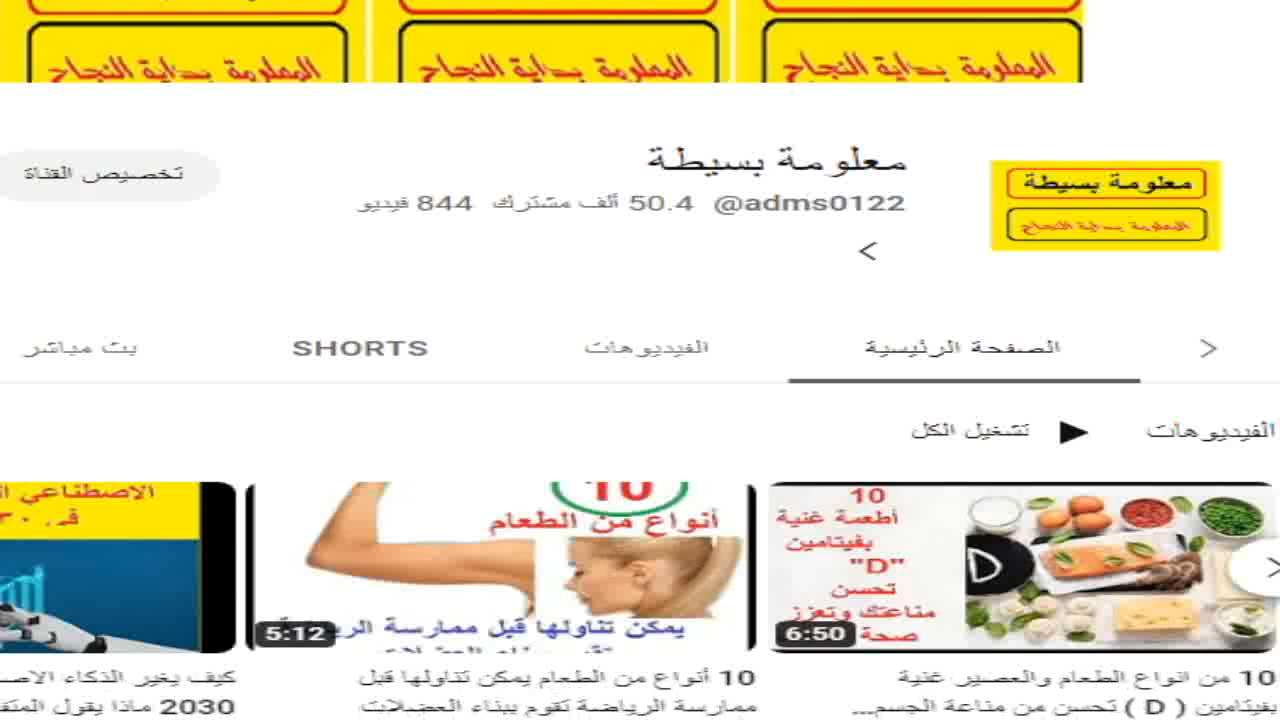 المعلومة بداية النجاح
المعلومة بداية النجاح
المعلومة بداية النجاح
معلومة بسيطة
المعلومة بداية النجاح
معلومة بسيطة
@adms0122 50.4 ألف مشترك 844 فيديو
تخصيص القناة
الصفحة الرئيسية
الفيديوهات
SHORTS
بث مباشر
الفيديوهات
تشغيل الكل
10
أطعمة غنية
بفيتامين
"D"
تحسن
مناعتك وتعزز
صحة
D
6:50
10 من انواع الطعام والعصير غنية
بفيتامين ( D ) تحسن من مناعة الجسم...
10
أنواع من الطعام
يمكن تناولها قبل ممارسة
5:12
10 أنواع من الطعام يمكن تناولها قبل
ممارسة الرياضة تقوم ببناء العضلات
الاصطناعي
في
كيف يغير الذكاء
2030 ماذا يقول